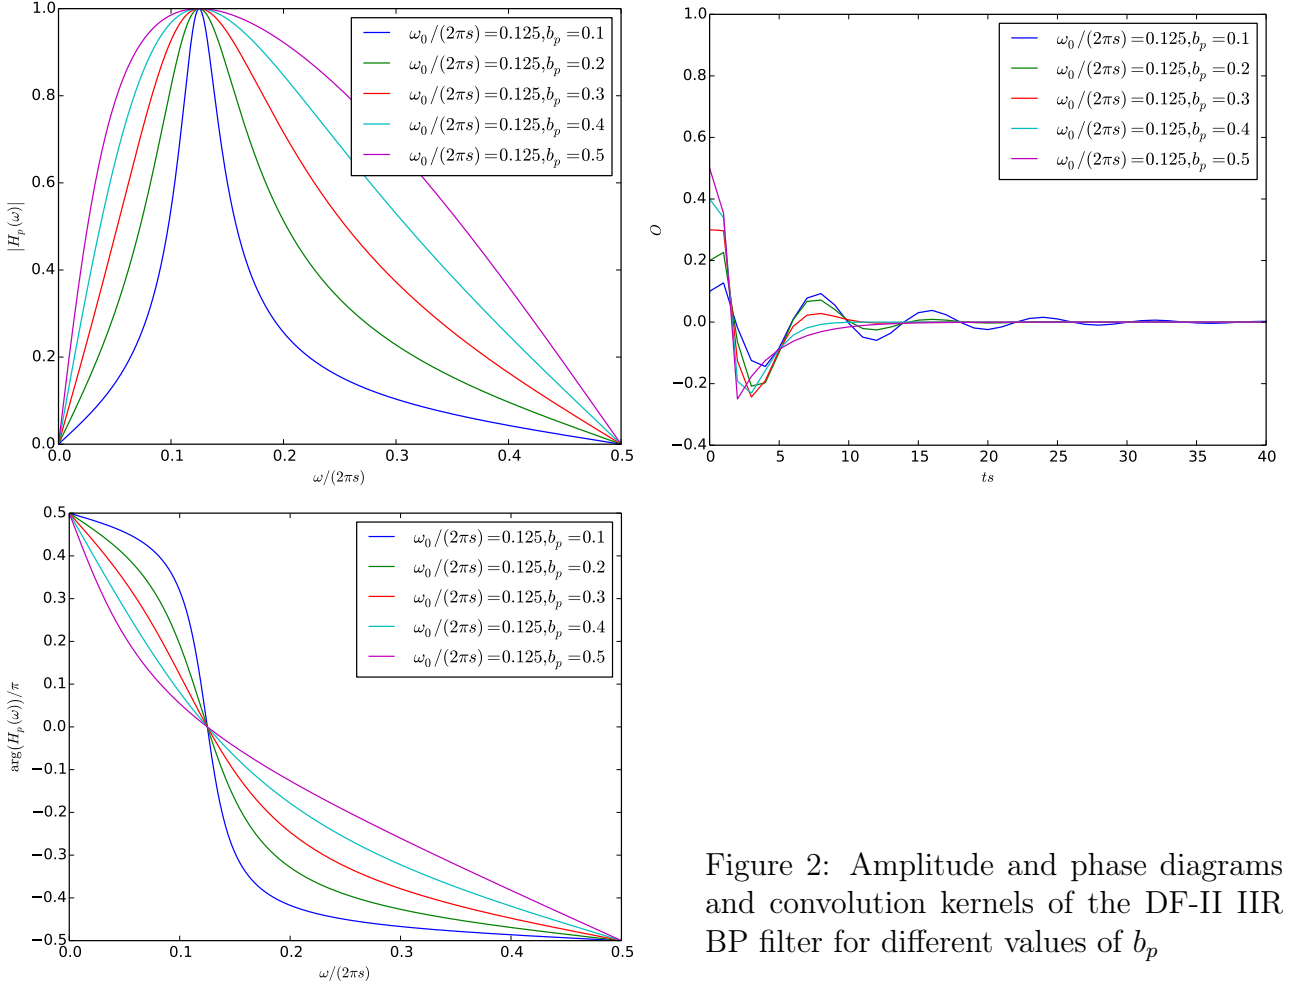 1.0
0.8
0.6
0.4
0.2
0.0
|H_p(ω)|
0.0 0.1 0.2 0.3 0.4 0.5
ω/(2πs)
ω_0/(2πs)=0.125,b_p=0.1
ω_0/(2πs)=0.125,b_p=0.2
ω_0/(2πs)=0.125,b_p=0.3
ω_0/(2πs)=0.125,b_p=0.4
ω_0/(2πs)=0.125,b_p=0.5
1.0
0.8
0.6
0.4
0.2
0.0
−0.2
−0.4
O
0 5 10 15 20 25 30 35 40
ts
ω_0/(2πs)=0.125,b_p=0.1
ω_0/(2πs)=0.125,b_p=0.2
ω_0/(2πs)=0.125,b_p=0.3
ω_0/(2πs)=0.125,b_p=0.4
ω_0/(2πs)=0.125,b_p=0.5
0.5
0.4
0.3
0.2
0.1
0.0
−0.1
−0.2
−0.3
−0.4
−0.5
arg(H_p(ω))/π
0.0 0.1 0.2 0.3 0.4 0.5
ω/(2πs)
ω_0/(2πs)=0.125,b_p=0.1
ω_0/(2πs)=0.125,b_p=0.2
ω_0/(2πs)=0.125,b_p=0.3
ω_0/(2πs)=0.125,b_p=0.4
ω_0/(2πs)=0.125,b_p=0.5
Figure 2: Amplitude and phase diagrams
and convolution kernels of the DF-II IIR
BP filter for different values of b_p